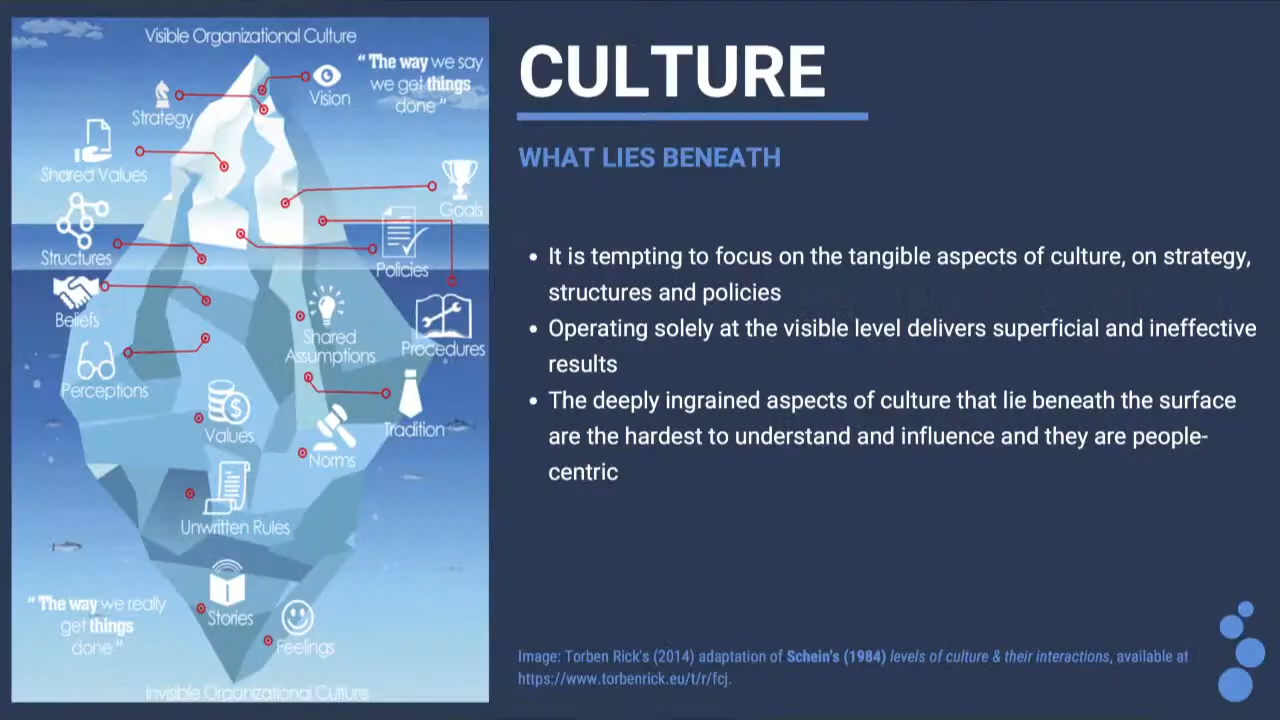 Visible Organizational Culture
“The way we say
we get things
done”
Vision
Strategy
Shared Values
Goals
Structures
Policies
Beliefs
Shared
Assumptions
Procedures
Perceptions
Values
Tradition
Norms
Unwritten Rules
Stories
Feelings
“The way we really
get things
done”
Invisible Organizational Culture
CULTURE
WHAT LIES BENEATH
• It is tempting to focus on the tangible aspects of culture, on strategy,
structures and policies
• Operating solely at the visible level delivers superficial and ineffective
results
• The deeply ingrained aspects of culture that lie beneath the surface
are the hardest to understand and influence and they are people-
centric
Image: Torben Rick's (2014) adaptation of Schein's (1984) levels of culture & their interactions, available at
https://www.torbenrick.eu/t/r/fcj.